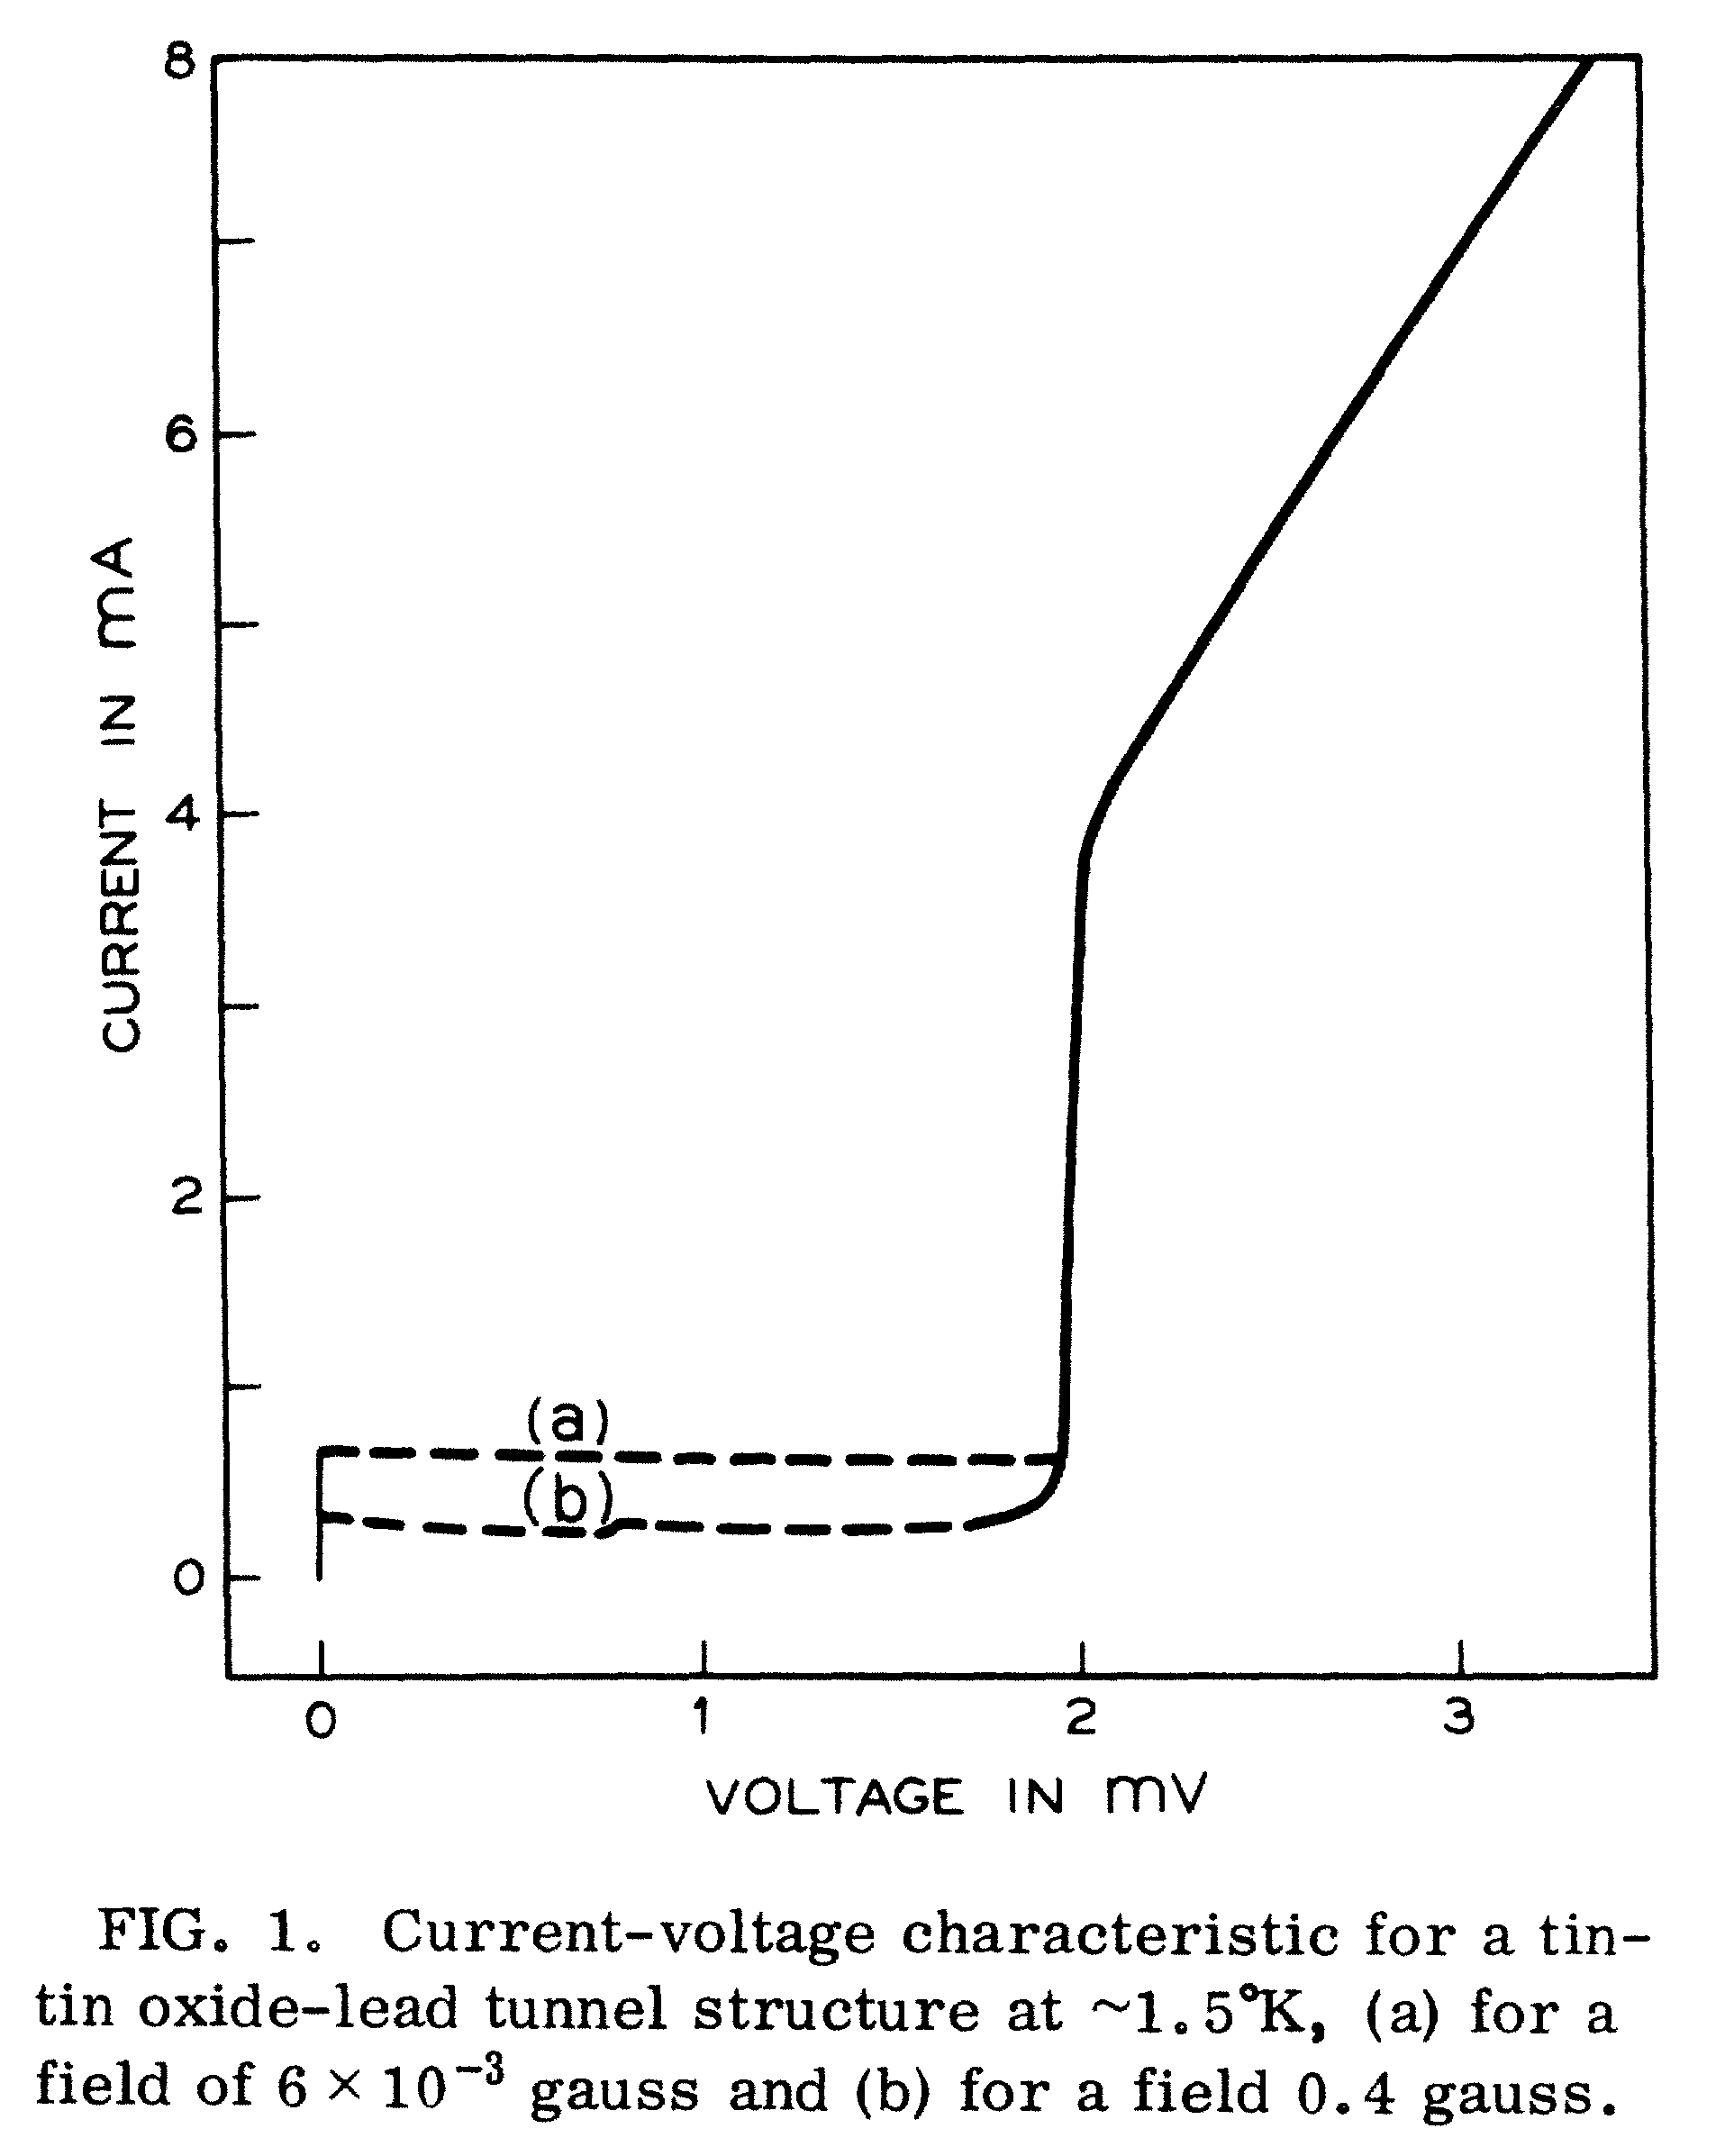 8
6
4
2
0
CURRENT IN mA
(a)
(b)
0 1 2 3
VOLTAGE IN mV
FIG. 1. Current-voltage characteristic for a tin-
tin oxide-lead tunnel structure at ~1.5°K, (a) for a
field of 6 × 10⁻³ gauss and (b) for a field 0.4 gauss.